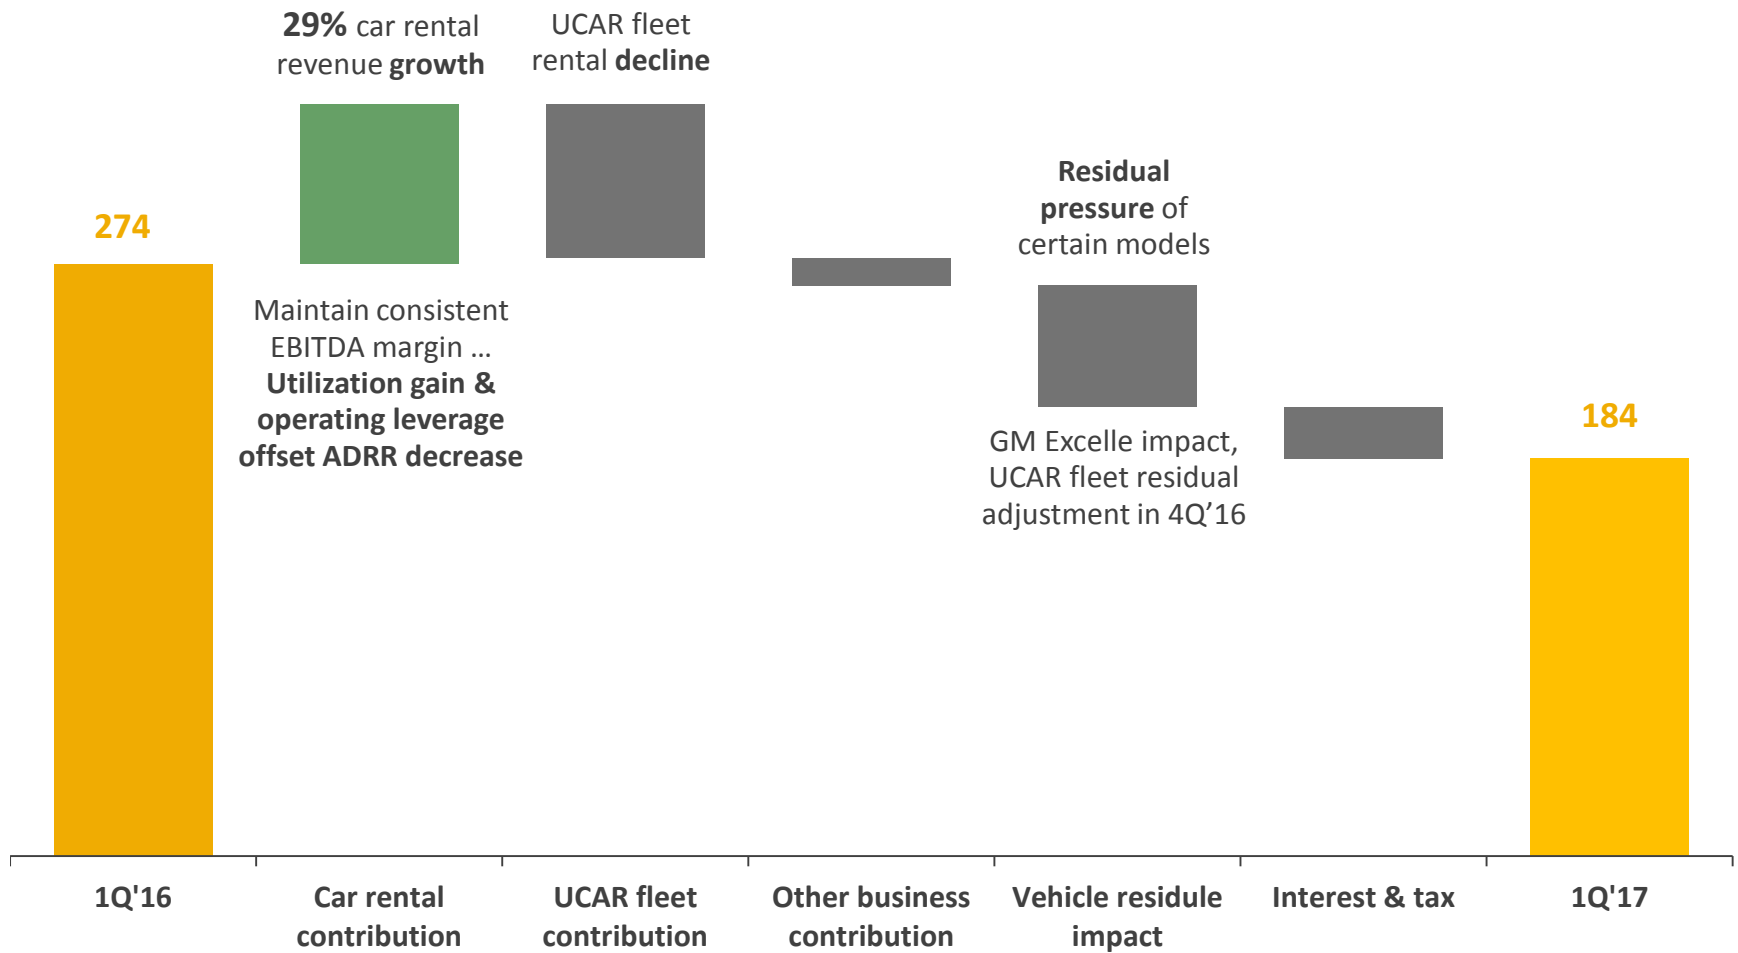 29% car rental
revenue growth
UCAR fleet
rental decline
Residual
pressure of
certain models
274
Maintain consistent
EBITDA margin ...
Utilization gain &
operating leverage
offset ADRR decrease
GM Excelle impact,
UCAR fleet residual
adjustment in 4Q’16
184
1Q'16
Car rental
contribution
UCAR fleet
contribution
Other business
contribution
Vehicle residule
impact
Interest & tax
1Q'17